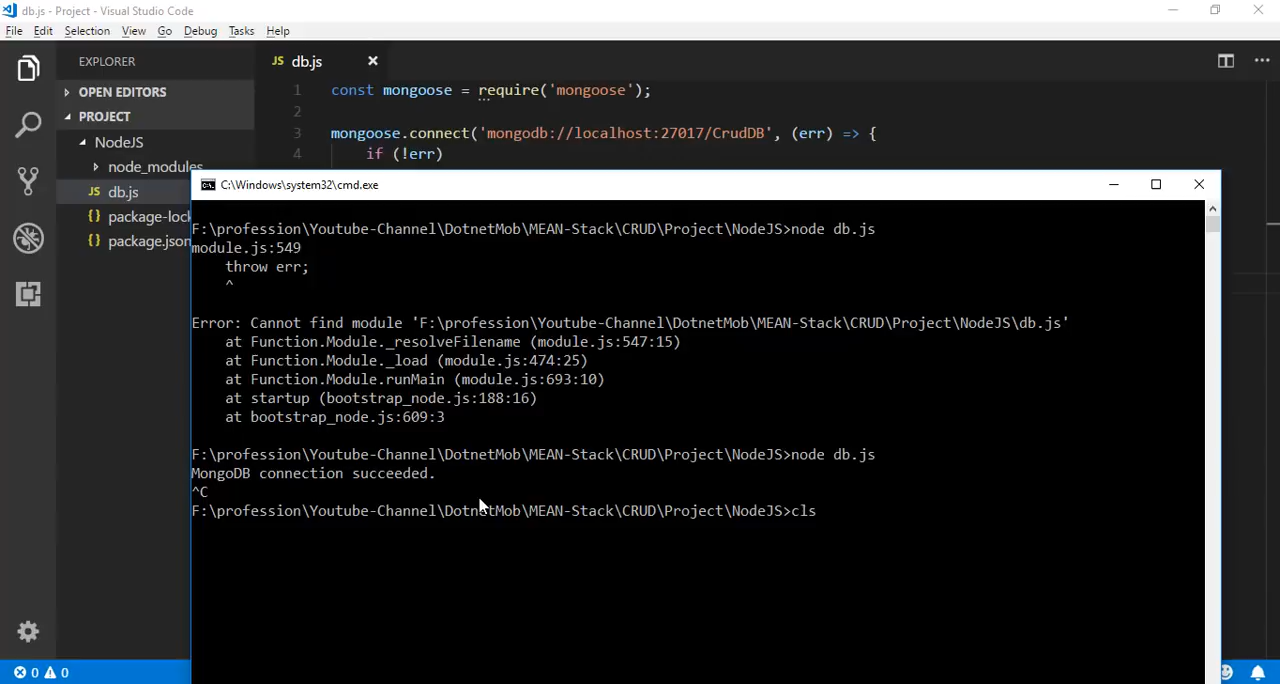 db.js - Project - Visual Studio Code
File Edit Selection View Go Debug Tasks Help
EXPLORER
OPEN EDITORS
PROJECT
NodeJS
node_modules
JS db.js
{} package-lock
{} package.json
JS db.js
1 const mongoose = require('mongoose');
2
3 mongoose.connect('mongodb://localhost:27017/CrudDB', (err) => {
4 if (!err)
C:\Windows\system32\cmd.exe
F:\profession\Youtube-Channel\DotnetMob\MEAN-Stack\CRUD\Project\NodeJS>node db.js
module.js:549
throw err;
^
Error: Cannot find module 'F:\profession\Youtube-Channel\DotnetMob\MEAN-Stack\CRUD\Project\NodeJS\db.js'
at Function.Module._resolveFilename (module.js:547:15)
at Function.Module._load (module.js:474:25)
at Function.Module.runMain (module.js:693:10)
at startup (bootstrap_node.js:188:16)
at bootstrap_node.js:609:3
F:\profession\Youtube-Channel\DotnetMob\MEAN-Stack\CRUD\Project\NodeJS>node db.js
MongoDB connection succeeded.
^C
F:\profession\Youtube-Channel\DotnetMob\MEAN-Stack\CRUD\Project\NodeJS>cls
0 0